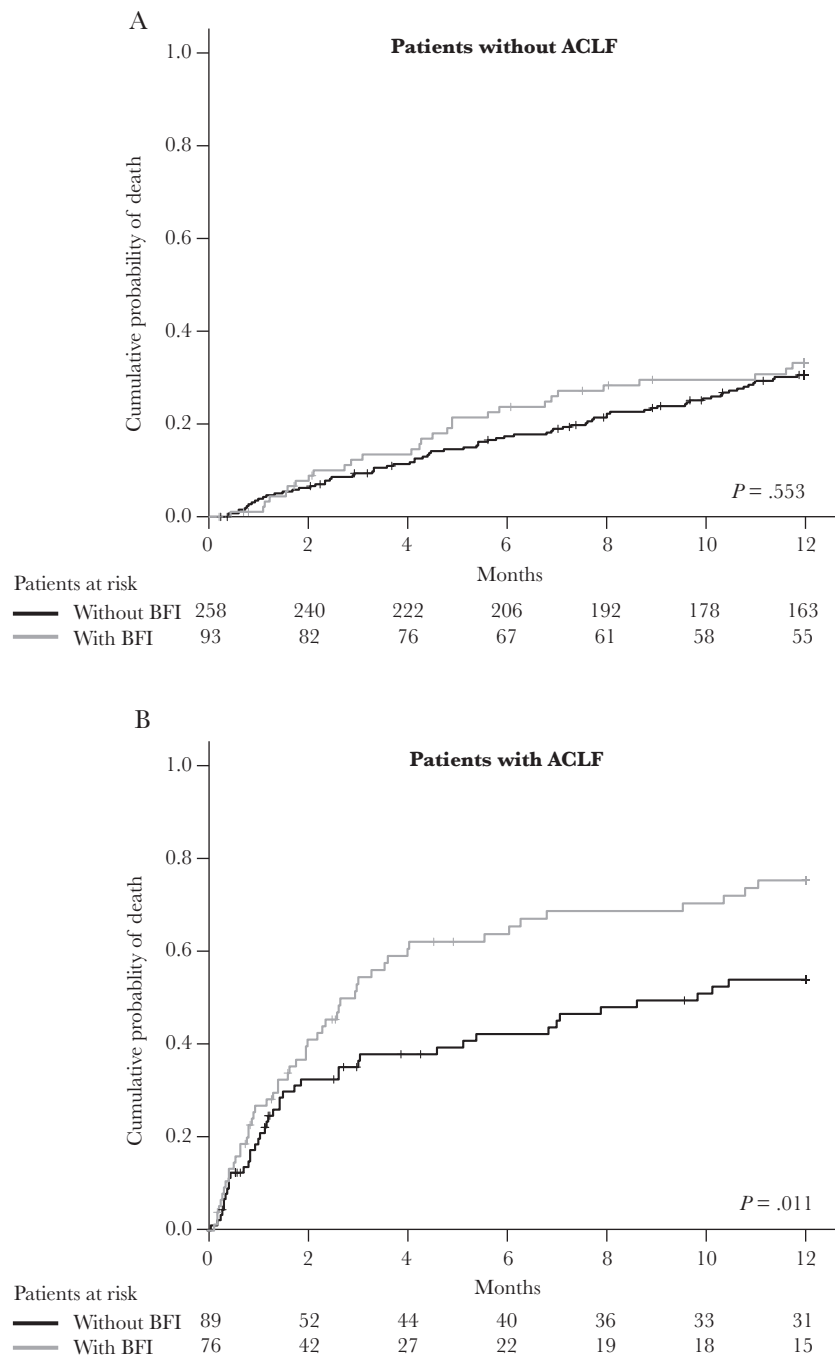 A
Patients without ACLF
1.0
0.8
0.6
0.4
0.2
0.0
Cumulative probability of death
P = .553
0 2 4 6 8 10 12
Months
Patients at risk
Without BFI 258 240 222 206 192 178 163
With BFI 93 82 76 67 61 58 55
B
Patients with ACLF
1.0
0.8
0.6
0.4
0.2
0.0
Cumulative probablity of death
P = .011
0 2 4 6 8 10 12
Months
Patients at risk
Without BFI 89 52 44 40 36 33 31
With BFI 76 42 27 22 19 18 15